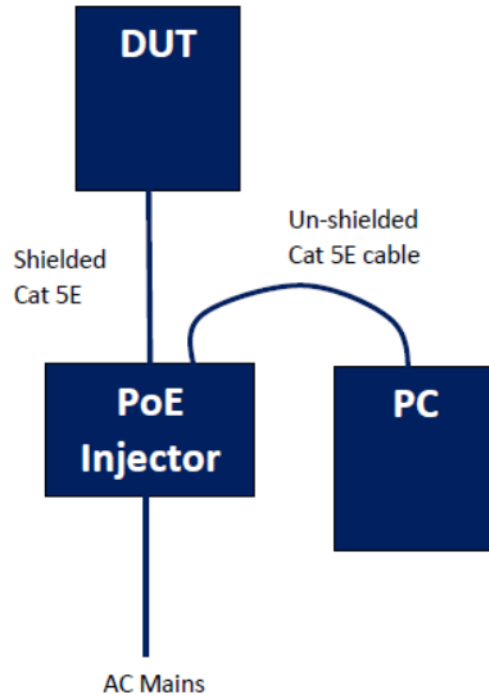 DUT
Un-shielded
Cat 5E cable
Shielded
Cat 5E
PoE
Injector
PC
AC Mains